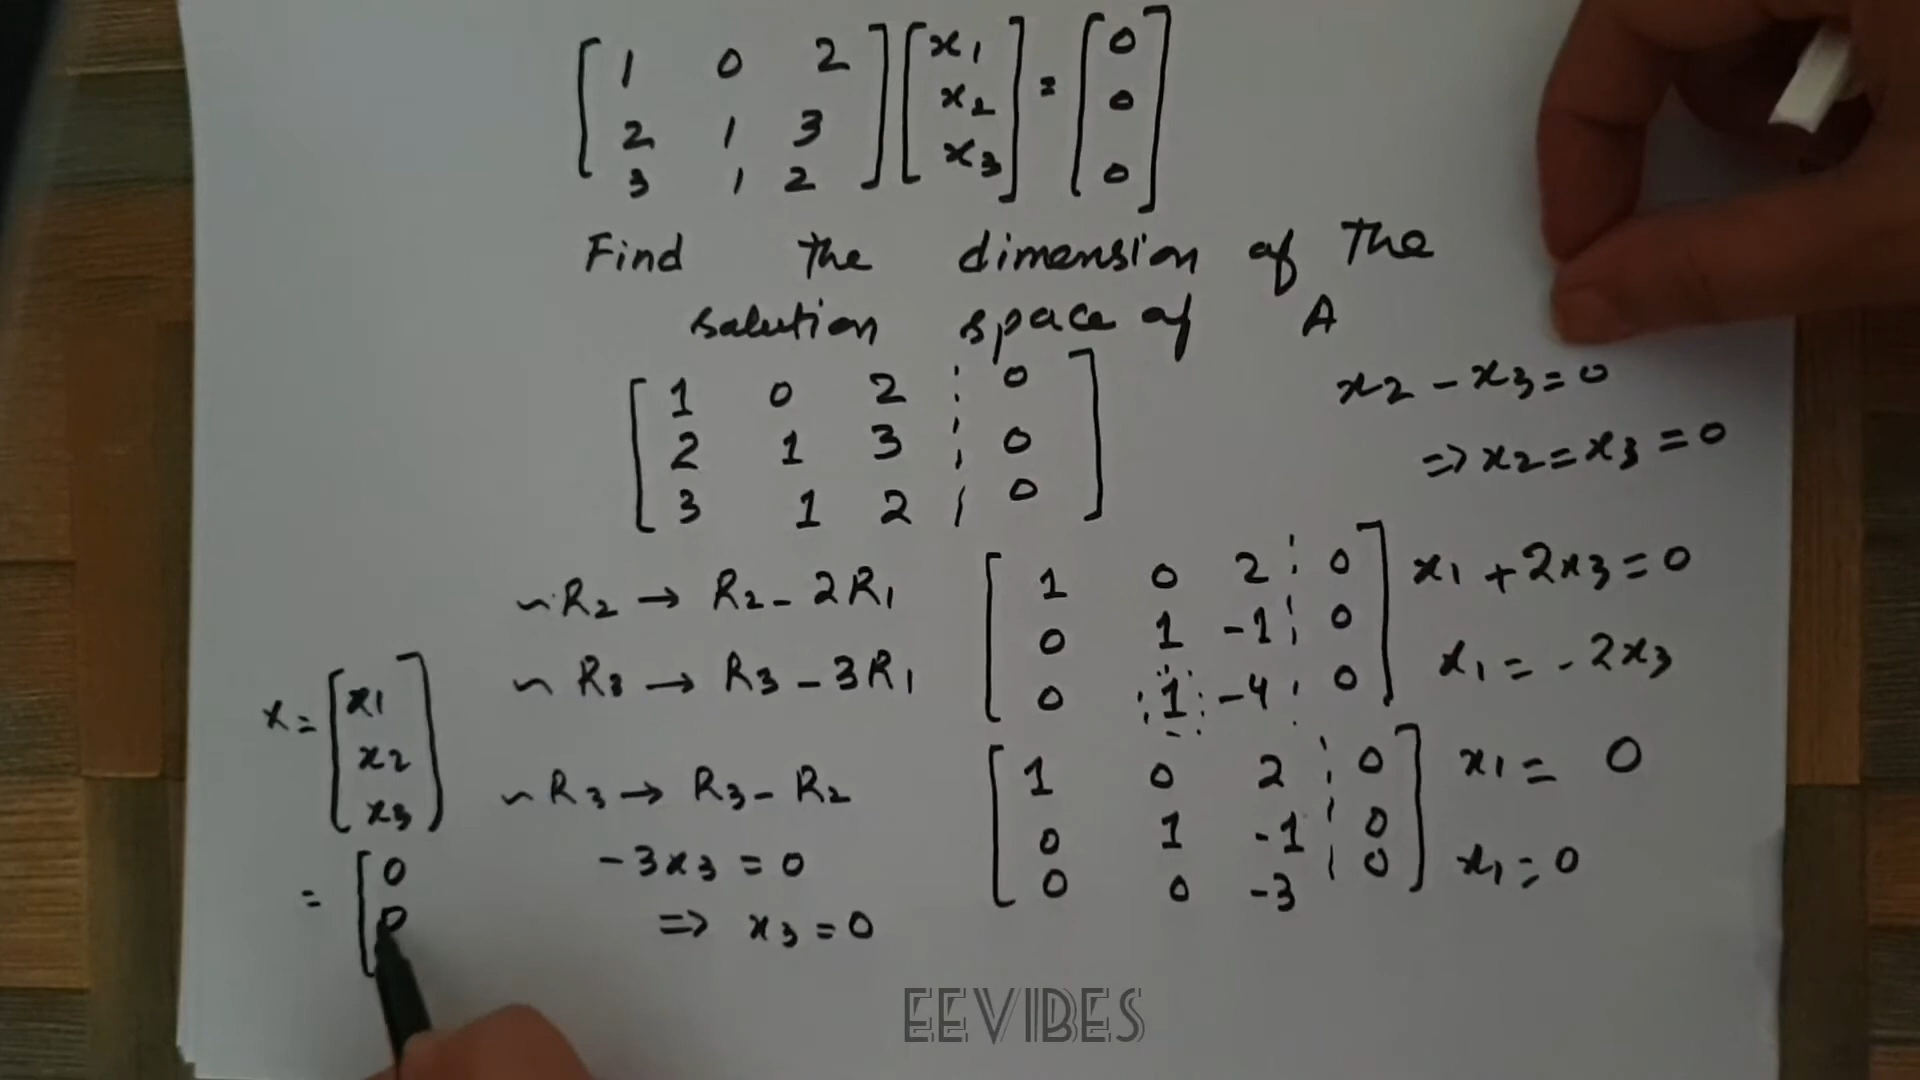 [ 1 0 2 ] [ x1 ] = [ 0 ]
[ 2 1 3 ] [ x2 ] [ 0 ]
[ 3 1 2 ] [ x3 ] [ 0 ]
Find the dimension of the
solution space of A
[ 1 0 2 ¦ 0 ]
[ 2 1 3 ¦ 0 ]
[ 3 1 2 ¦ 0 ]
x2 - x3 = 0
=> x2 = x3 = 0
~ R2 → R2 - 2R1
~ R3 → R3 - 3R1
[ 1 0 2 ¦ 0 ]
[ 0 1 -1 ¦ 0 ]
[ 0 1 -4 ¦ 0 ]
x1 + 2x3 = 0
x1 = -2x3
~ R3 → R3 - R2
[ 1 0 2 ¦ 0 ]
[ 0 1 -1 ¦ 0 ]
[ 0 0 -3 ¦ 0 ]
x1 = 0
x1 = 0
-3x3 = 0
=> x3 = 0
x = [ x1 ]
[ x2 ]
[ x3 ]
= [ 0
0
EEVIBES